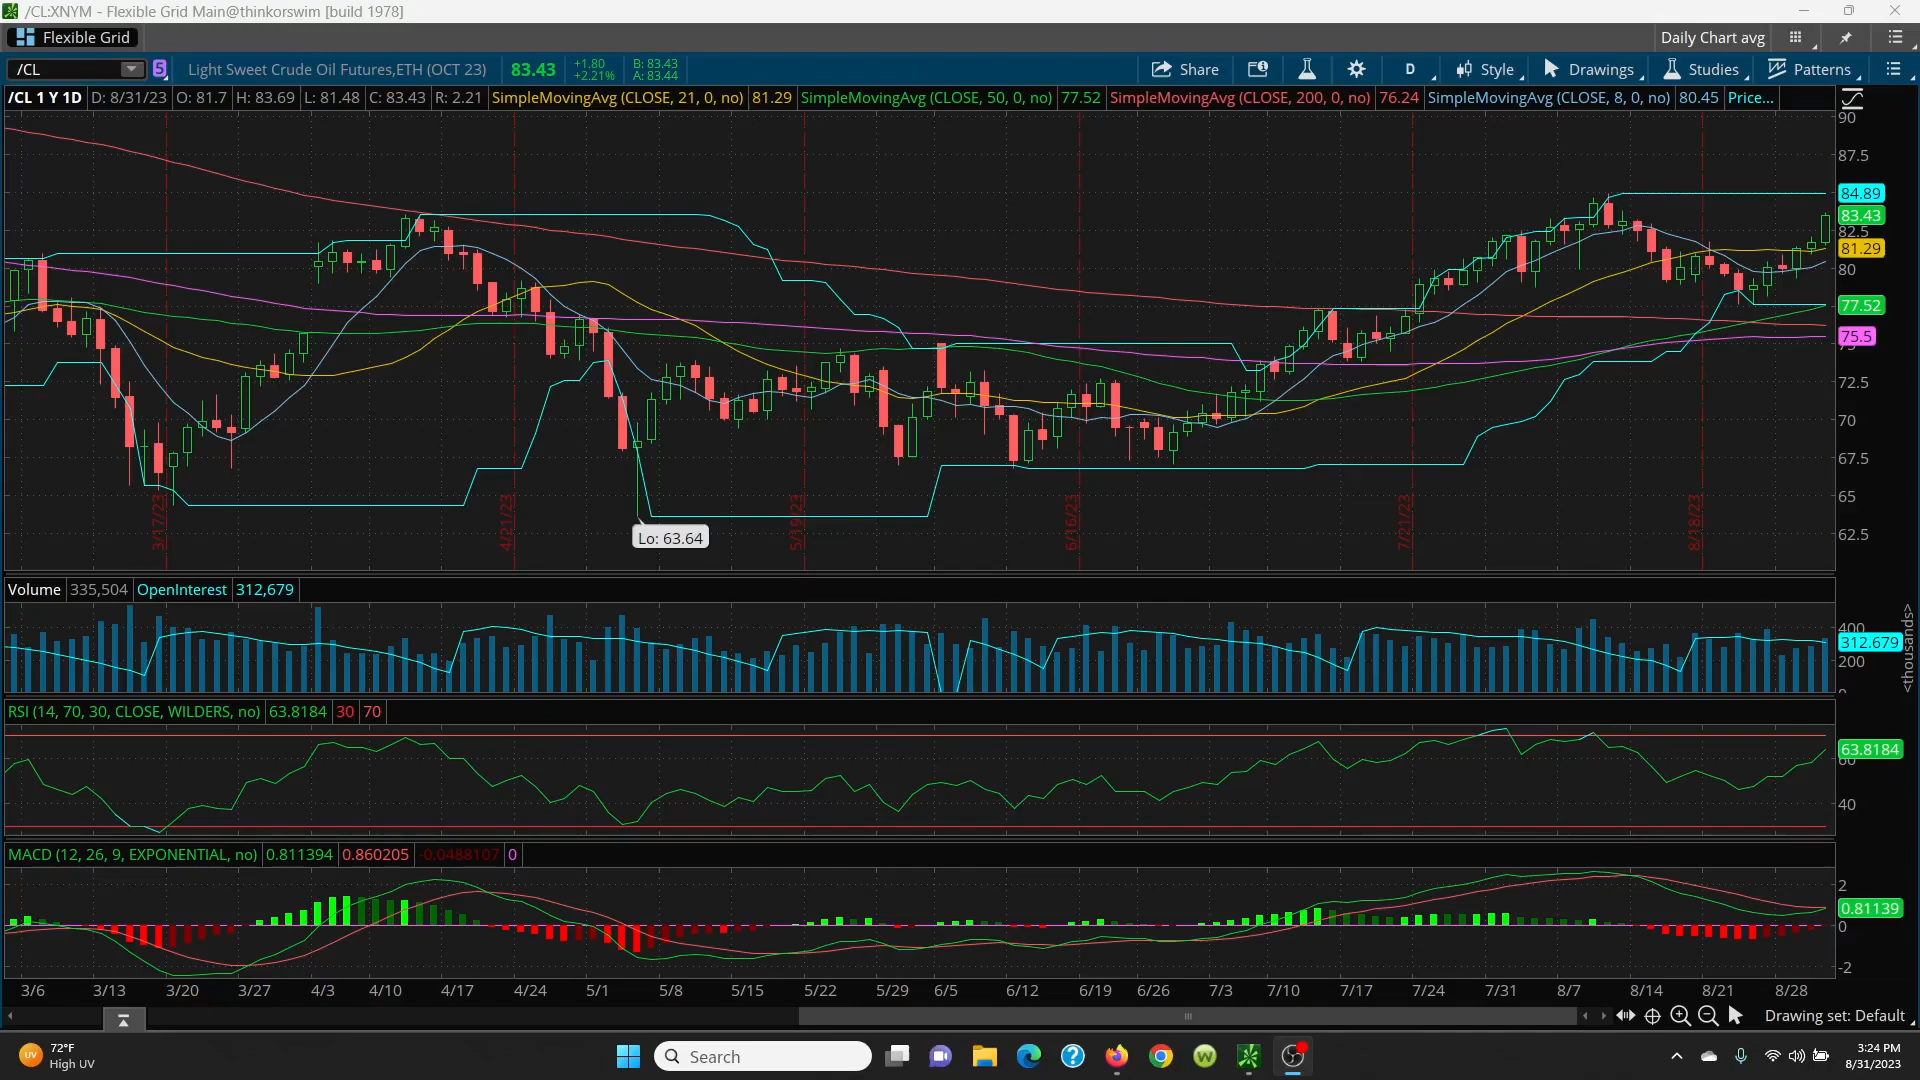 /CL:XNYM - Flexible Grid Main@thinkorswim [build 1978]
Flexible Grid
Daily Chart avg
/CL
5
Light Sweet Crude Oil Futures,ETH (OCT 23)
83.43
+1.80
+2.21%
B: 83.43
A: 83.44
Share
D
Style
Drawings
Studies
Patterns
/CL 1 Y 1D D: 8/31/23 O: 81.7 H: 83.69 L: 81.48 C: 83.43 R: 2.21 SimpleMovingAvg (CLOSE, 21, 0, no) 81.29 SimpleMovingAvg (CLOSE, 50, 0, no) 77.52 SimpleMovingAvg (CLOSE, 200, 0, no) 76.24 SimpleMovingAvg (CLOSE, 8, 0, no) 80.45 Price...
90
87.5
84.89
83.43
82.5
81.29
80
77.52
75.5
75
72.5
70
67.5
65
62.5
3/17/23
4/21/23
5/19/23
6/16/23
7/21/23
8/18/23
Lo: 63.64
Volume 335,504 OpenInterest 312,679
400
312.679
200
0
<thousands>
RSI (14, 70, 30, CLOSE, WILDERS, no) 63.8184 30 70
63.8184
60
40
MACD (12, 26, 9, EXPONENTIAL, no) 0.811394 0.860205 -0.0488107 0
2
0.81139
0
-2
3/6 3/13 3/20 3/27 4/3 4/10 4/17 4/24 5/1 5/8 5/15 5/22 5/29 6/5 6/12 6/19 6/26 7/3 7/10 7/17 7/24 7/31 8/7 8/14 8/21 8/28
Drawing set: Default
UV
72°F
High UV
Search
3:24 PM
8/31/2023